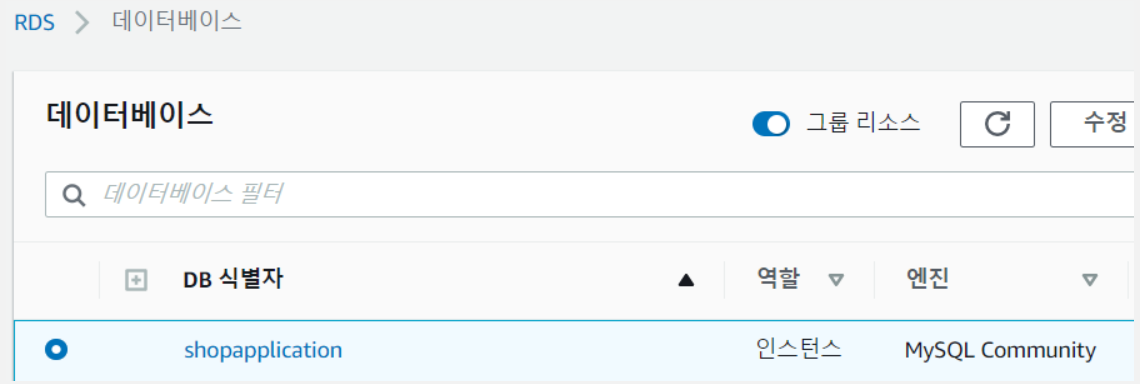 RDS > 데이터베이스
데이터베이스
그룹 리소스
수정
데이터베이스 필터
DB 식별자 역할 엔진
shopapplication 인스턴스 MySQL Community